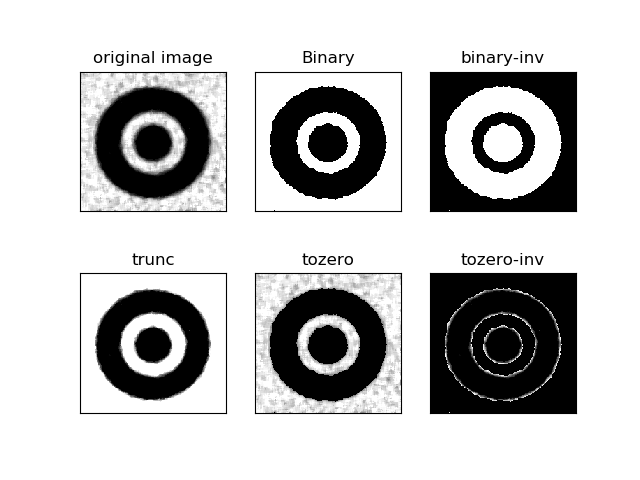 original image
Binary
binary-inv
trunc
tozero
tozero-inv